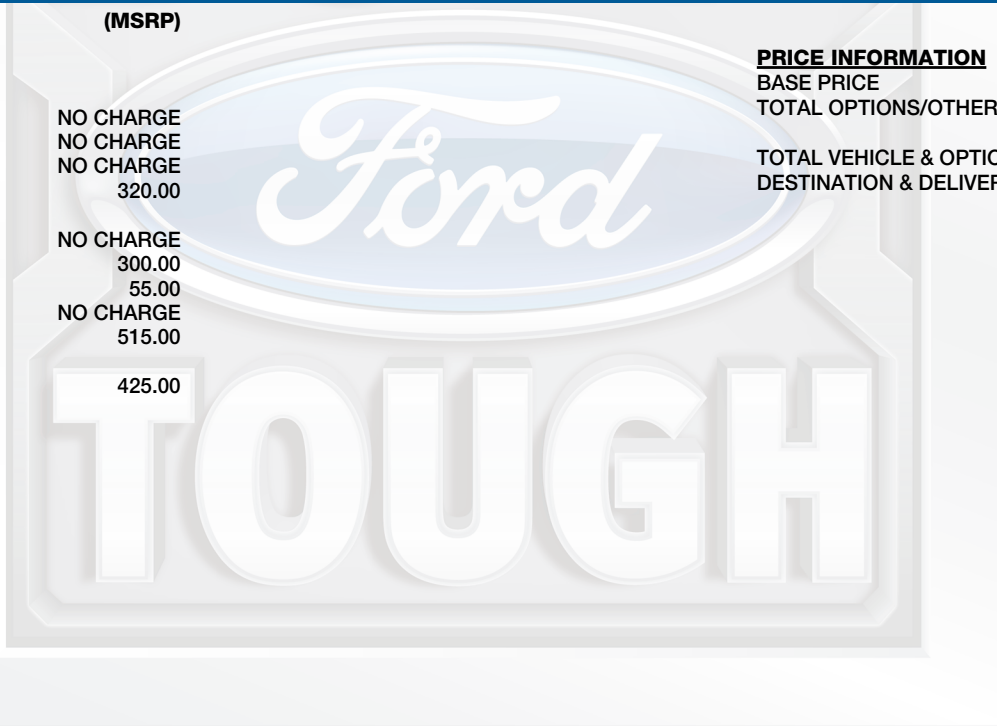 (MSRP)
NO CHARGE
NO CHARGE
NO CHARGE
320.00
NO CHARGE
300.00
55.00
NO CHARGE
515.00
425.00
PRICE INFORMATION
BASE PRICE
TOTAL OPTIONS/OTHER
TOTAL VEHICLE & OPTIO
DESTINATION & DELIVER
Ford
TOUGH